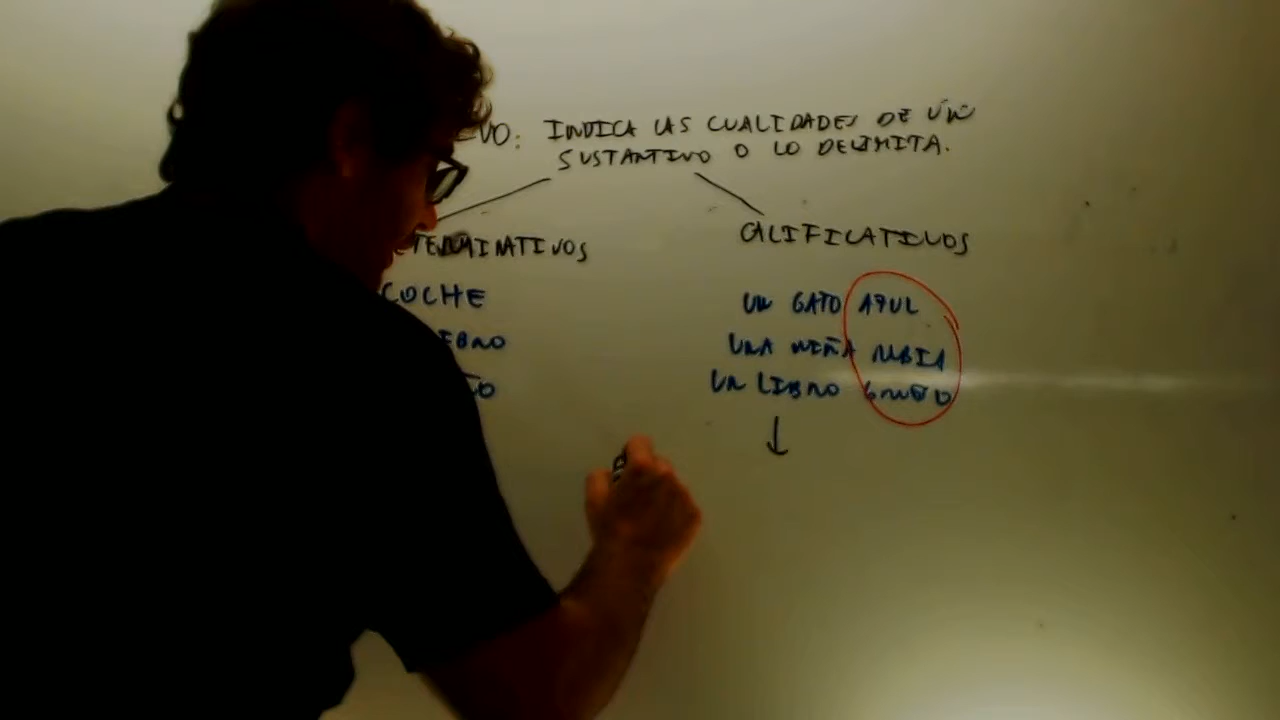 VO: INDICA LAS CUALIDADES DE UN
SUSTANTIVO O LO DELIMITA.
TERMINATIVOS
CALIFICATIVOS
COCHE
UN GATO AZUL
UNA NIÑA RUBIA
UN LIBRO